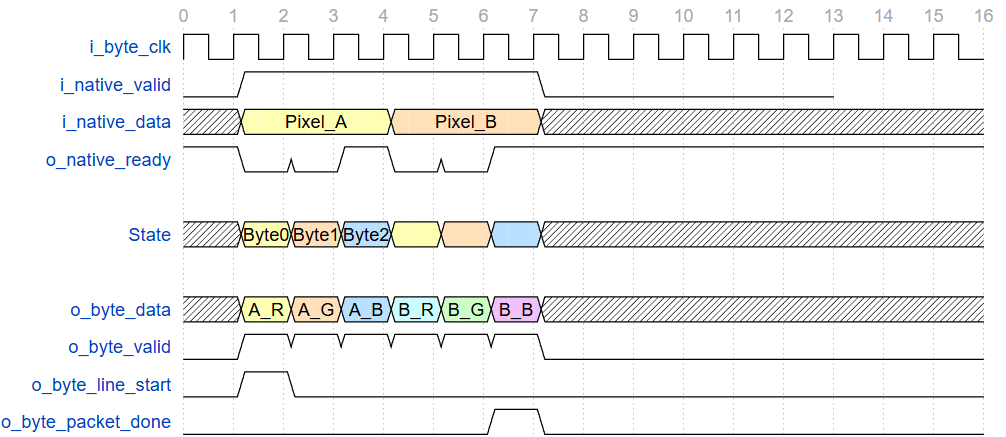 0 1 2 3 4 5 6 7 8 9 10 11 12 13 14 15 16
i_byte_clk
i_native_valid
i_native_data Pixel_A Pixel_B
o_native_ready
State Byte0 Byte1 Byte2
o_byte_data A_R A_G A_B B_R B_G B_B
o_byte_valid
o_byte_line_start
o_byte_packet_done